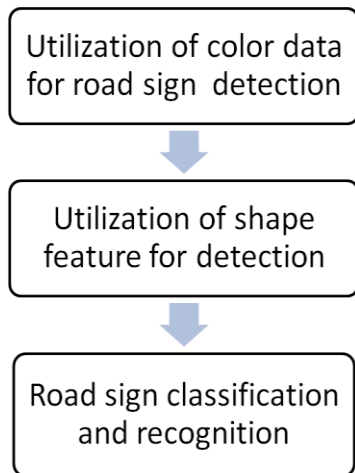 Utilization of color data
for road sign detection
Utilization of shape
feature for detection
Road sign classification
and recognition